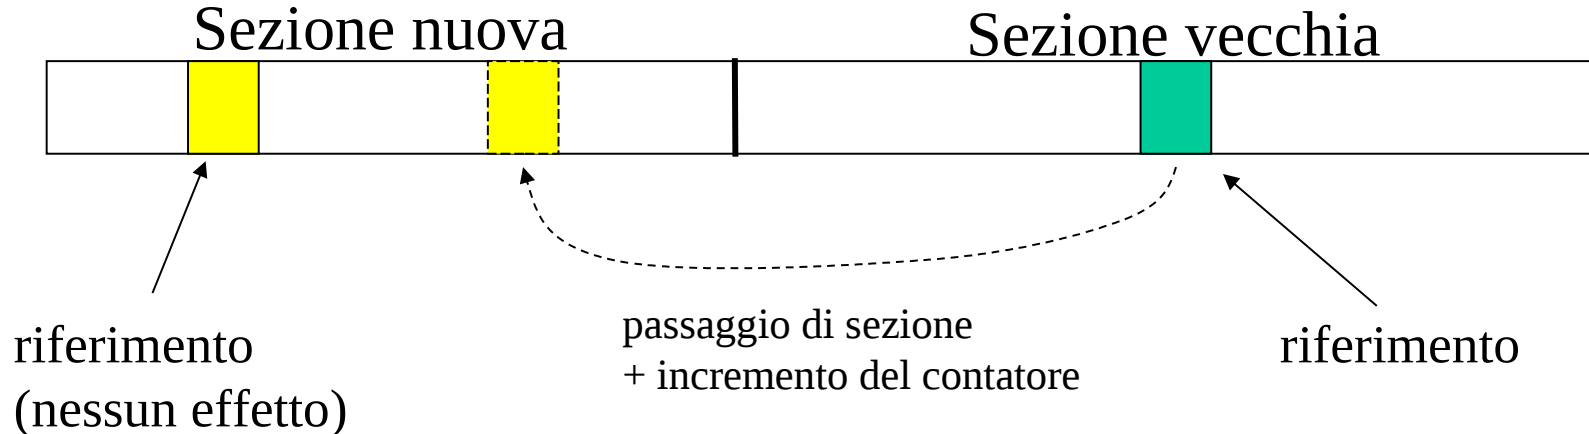 Sezione nuova
Sezione vecchia
riferimento
(nessun effetto)
passaggio di sezione
+ incremento del contatore
riferimento